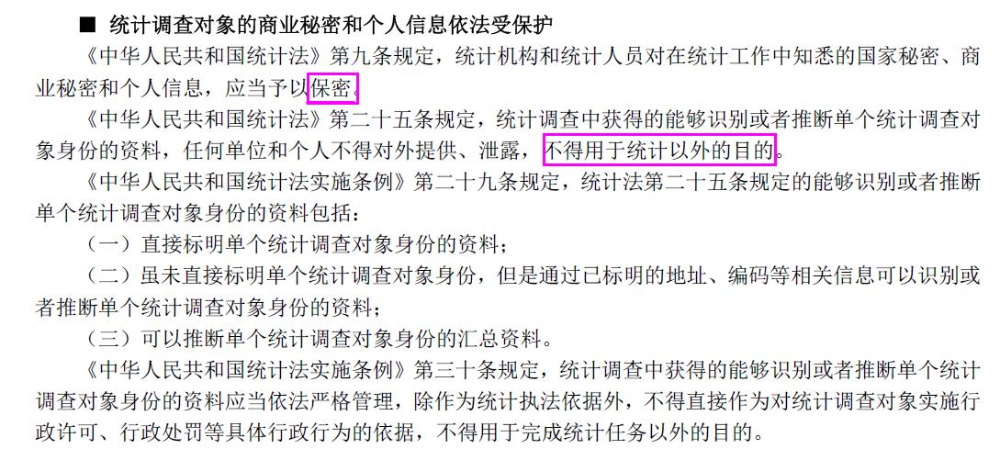 ■ 统计调查对象的商业秘密和个人信息依法受保护
《中华人民共和国统计法》第九条规定，统计机构和统计人员对在统计工作中知悉的国家秘密、商
业秘密和个人信息，应当予以保密。
《中华人民共和国统计法》第二十五条规定，统计调查中获得的能够识别或者推断单个统计调查对
象身份的资料，任何单位和个人不得对外提供、泄露，不得用于统计以外的目的。
《中华人民共和国统计法实施条例》第二十九条规定，统计法第二十五条规定的能够识别或者推断
单个统计调查对象身份的资料包括：
（一）直接标明单个统计调查对象身份的资料；
（二）虽未直接标明单个统计调查对象身份，但是通过已标明的地址、编码等相关信息可以识别或
者推断单个统计调查对象身份的资料；
（三）可以推断单个统计调查对象身份的汇总资料。
《中华人民共和国统计法实施条例》第三十条规定，统计调查中获得的能够识别或者推断单个统计
调查对象身份的资料应当依法严格管理，除作为统计执法依据外，不得直接作为对统计调查对象实施行
政许可、行政处罚等具体行政行为的依据，不得用于完成统计任务以外的目的。